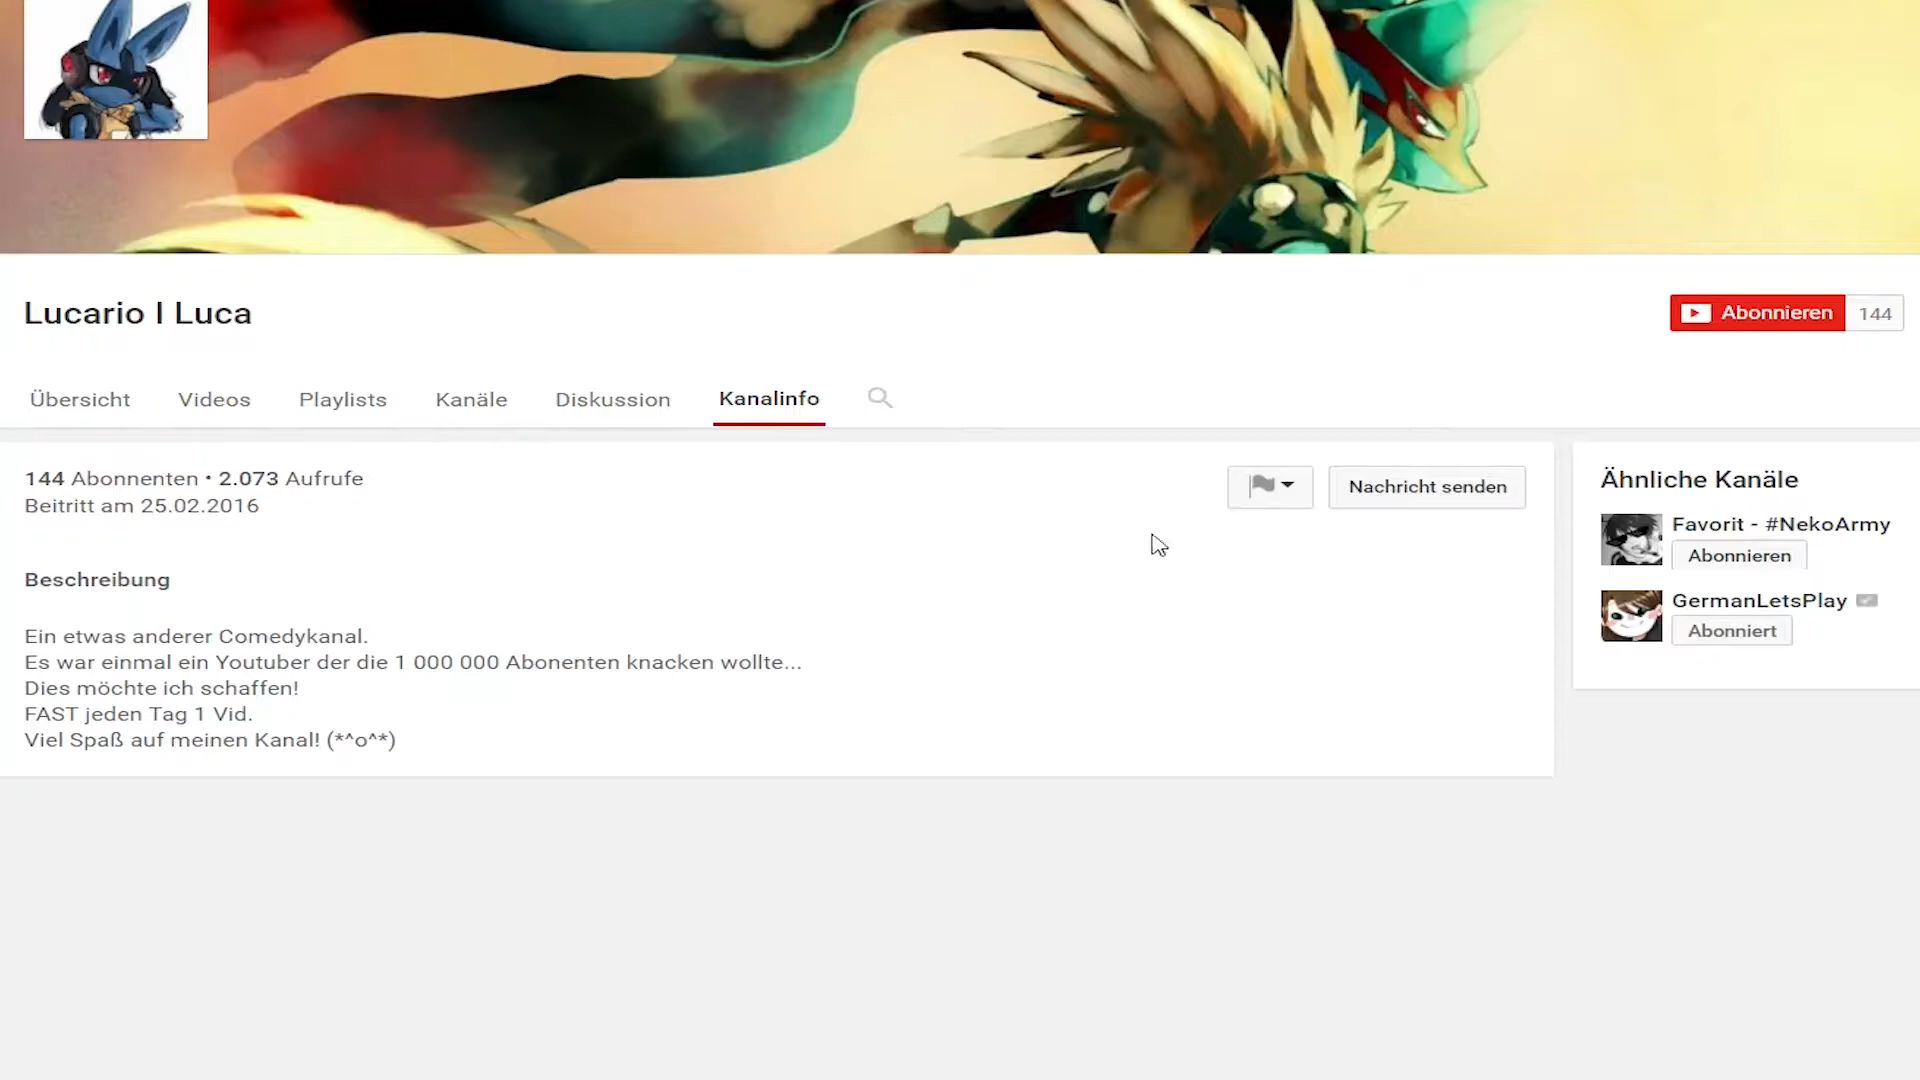 Lucario I Luca
Abonnieren 144
Übersicht Videos Playlists Kanäle Diskussion Kanalinfo
144 Abonnenten • 2.073 Aufrufe
Beitritt am 25.02.2016
Nachricht senden
Beschreibung
Ein etwas anderer Comedykanal.
Es war einmal ein Youtuber der die 1 000 000 Abonenten knacken wollte...
Dies möchte ich schaffen!
FAST jeden Tag 1 Vid.
Viel Spaß auf meinen Kanal! (*^o^*)
Ähnliche Kanäle
Favorit - #NekoArmy
Abonnieren
GermanLetsPlay
Abonniert